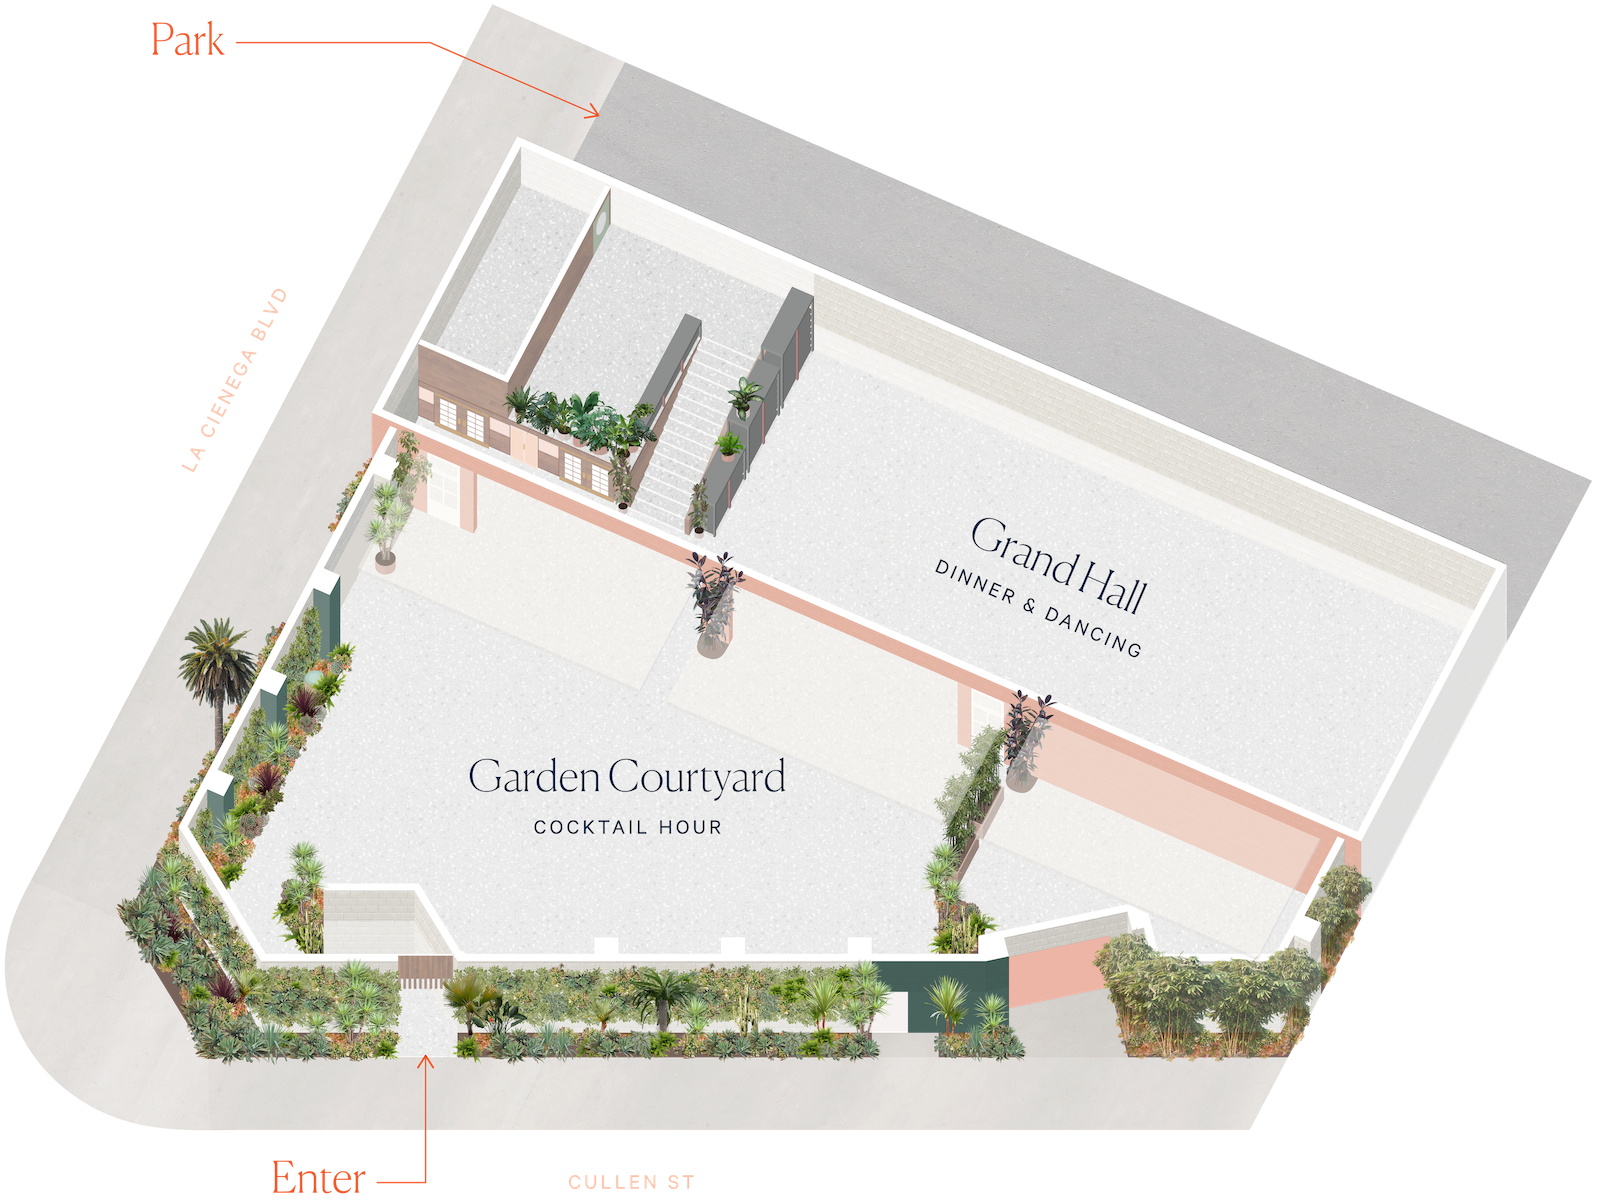 Park
LA CIENEGA BLVD
Grand Hall
DINNER & DANCING
Garden Courtyard
COCKTAIL HOUR
Enter
CULLEN ST